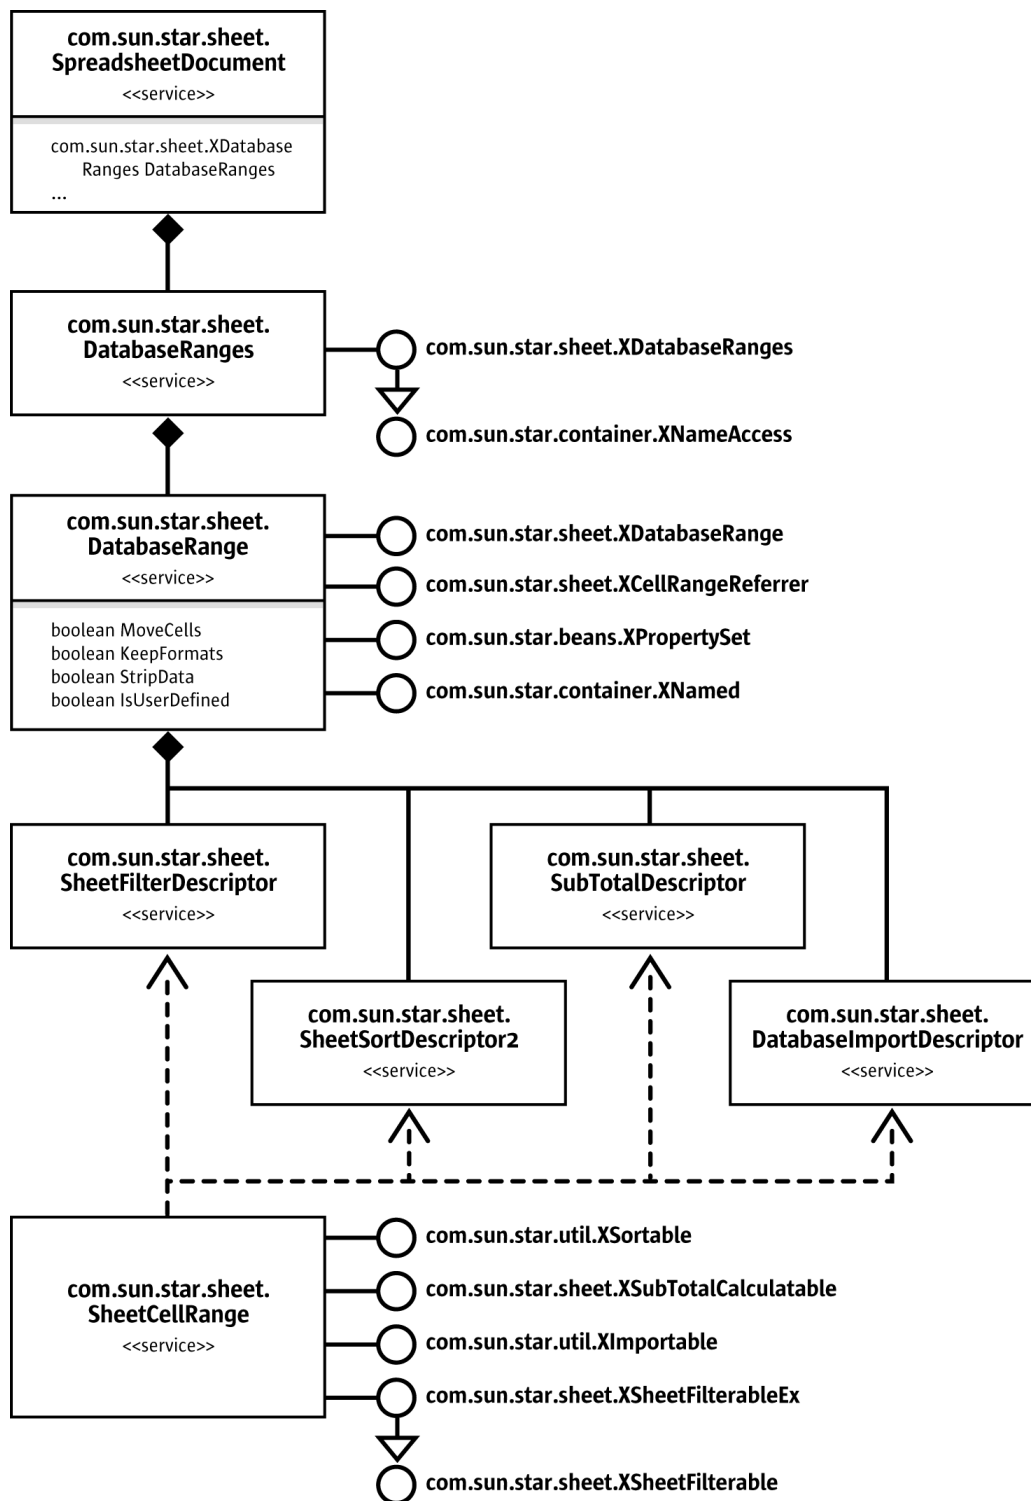 com.sun.star.sheet.
SpreadsheetDocument
<<service>>
com.sun.star.sheet.XDatabase
Ranges DatabaseRanges
...
com.sun.star.sheet.
DatabaseRanges
<<service>>
com.sun.star.sheet.XDatabaseRanges
com.sun.star.container.XNameAccess
com.sun.star.sheet.
DatabaseRange
<<service>>
boolean MoveCells
boolean KeepFormats
boolean StripData
boolean IsUserDefined
com.sun.star.sheet.XDatabaseRange
com.sun.star.sheet.XCellRangeReferrer
com.sun.star.beans.XPropertySet
com.sun.star.container.XNamed
com.sun.star.sheet.
SheetFilterDescriptor
<<service>>
com.sun.star.sheet.
SubTotalDescriptor
<<service>>
com.sun.star.sheet.
SheetSortDescriptor2
<<service>>
com.sun.star.sheet.
DatabaseImportDescriptor
<<service>>
com.sun.star.sheet.
SheetCellRange
<<service>>
com.sun.star.util.XSortable
com.sun.star.sheet.XSubTotalCalculatable
com.sun.star.util.XImportable
com.sun.star.sheet.XSheetFilterableEx
com.sun.star.sheet.XSheetFilterable